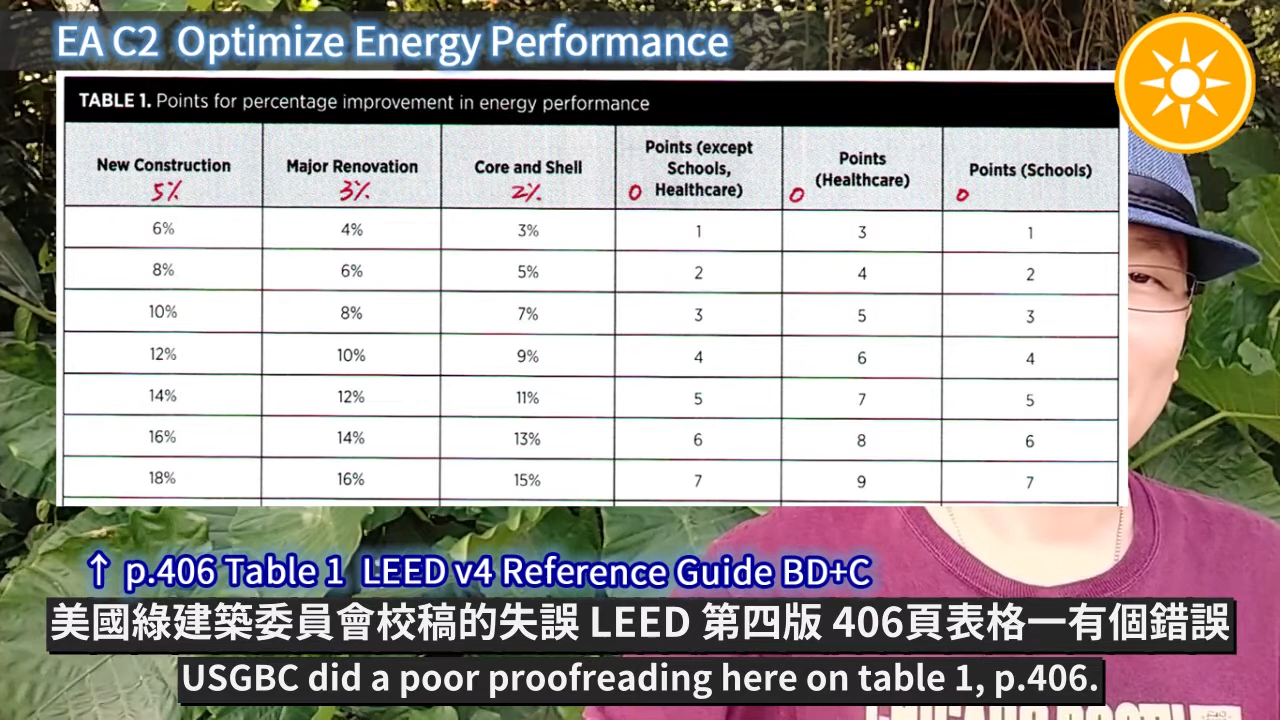 EA C2 Optimize Energy Performance
TABLE 1. Points for percentage improvement in energy performance
New Construction 5% Major Renovation 3% Core and Shell 2% Points (except Schools, Healthcare) 0 Points (Healthcare) 0 Points (Schools) 0
6% 4% 3% 1 3 1
8% 6% 5% 2 4 2
10% 8% 7% 3 5 3
12% 10% 9% 4 6 4
14% 12% 11% 5 7 5
16% 14% 13% 6 8 6
18% 16% 15% 7 9 7
↑ p.406 Table 1 LEED v4 Reference Guide BD+C
美國綠建築委員會校稿的失誤 LEED 第四版 406頁表格一有個錯誤
USGBC did a poor proofreading here on table 1, p.406.